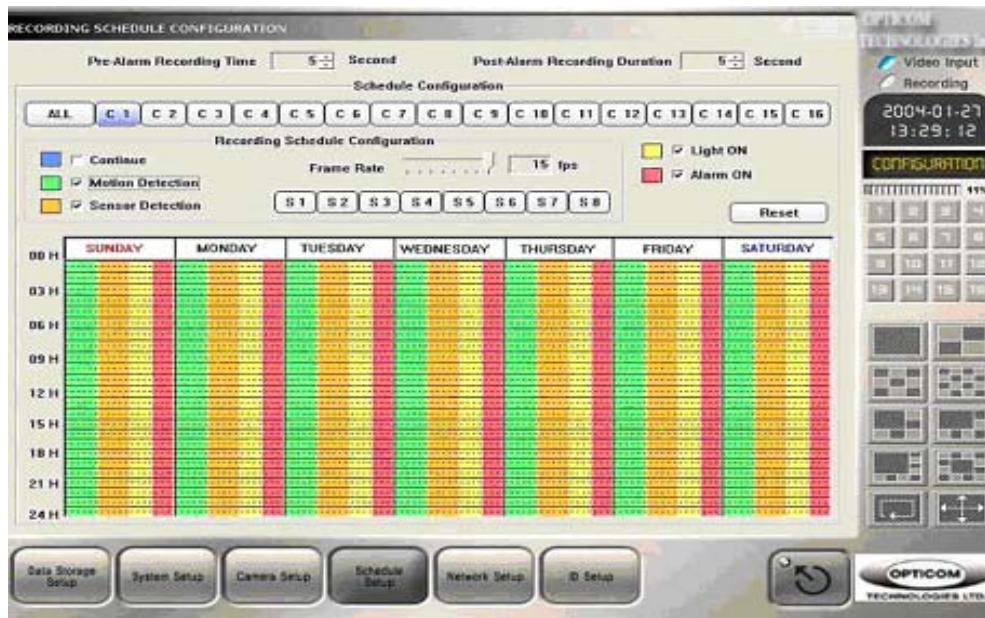 RECORDING SCHEDULE CONFIGURATION
OPTICOM
TECHNOLOGIES
Pre-Alarm Recording Time 5 Second Post-Alarm Recording Duration 5 Second
Video Input
Recording
Schedule Configuration
ALL C 1 C 2 C 3 C 4 C 5 C 6 C 7 C 8 C 9 C 10 C 11 C 12 C 13 C 14 C 15 C 16
2004-01-27
13:29:12
Recording Schedule Configuration
Continue
Motion Detection
Sensor Detection
Frame Rate 15 fps
S 1 S 2 S 3 S 4 S 5 S 6 S 7 S 8
Light ON
Alarm ON
Reset
CONFIGURATION
99%
SUNDAY MONDAY TUESDAY WEDNESDAY THURSDAY FRIDAY SATURDAY
00 H
03 H
06 H
09 H
12 H
15 H
18 H
21 H
24 H
Data Storage Setup
System Setup
Camera Setup
Schedule Setup
Network Setup
ID Setup
OPTICOM
TECHNOLOGIES LTD